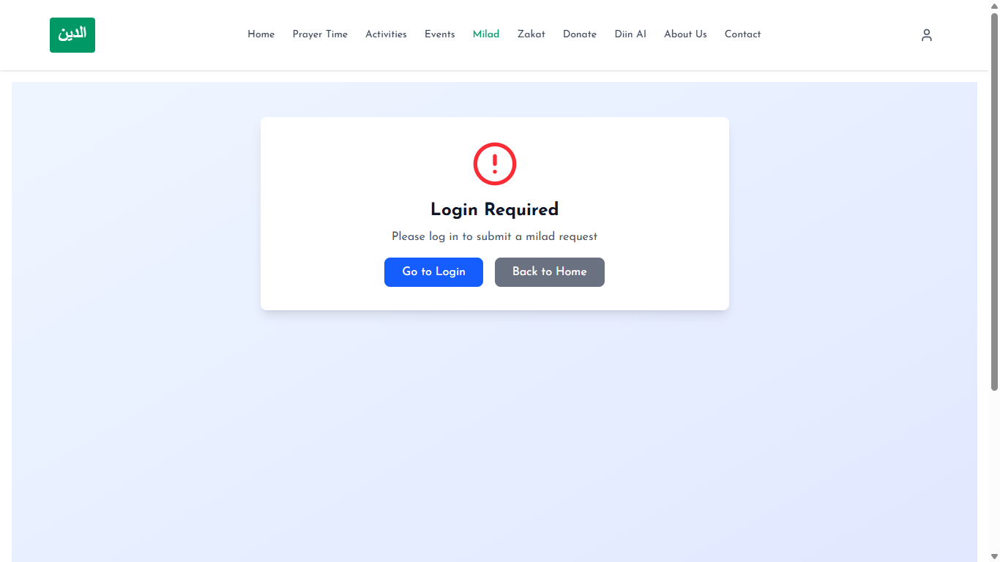 الدين
Home Prayer Time Activities Events Milad Zakat Donate Diin AI About Us Contact
Login Required
Please log in to submit a milad request
Go to Login Back to Home